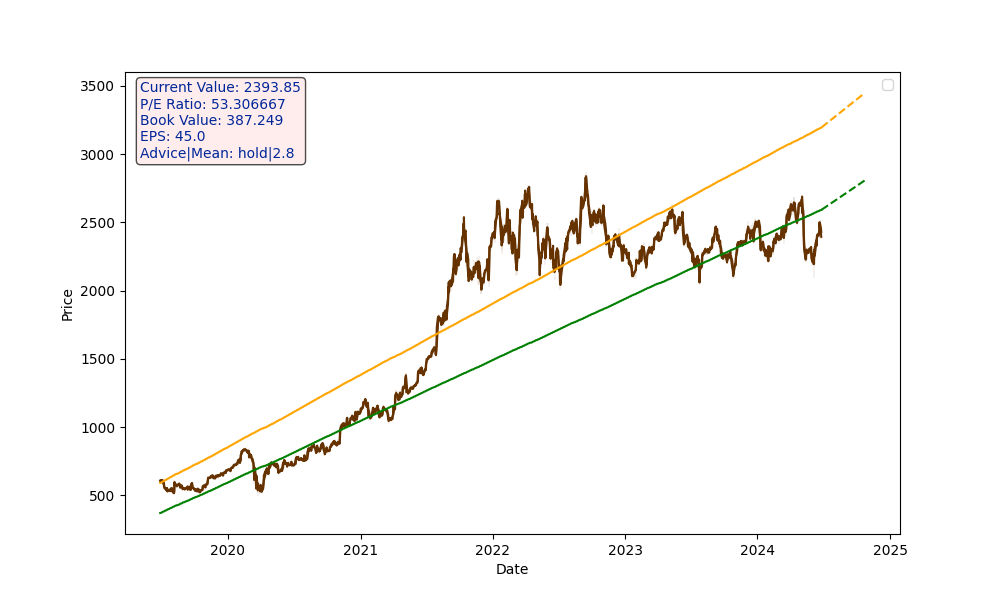 Current Value: 2393.85
P/E Ratio: 53.306667
Book Value: 387.249
EPS: 45.0
Advice|Mean: hold|2.8
3500
3000
2500
2000
1500
1000
500
Price
2020
2021
2022
2023
2024
2025
Date